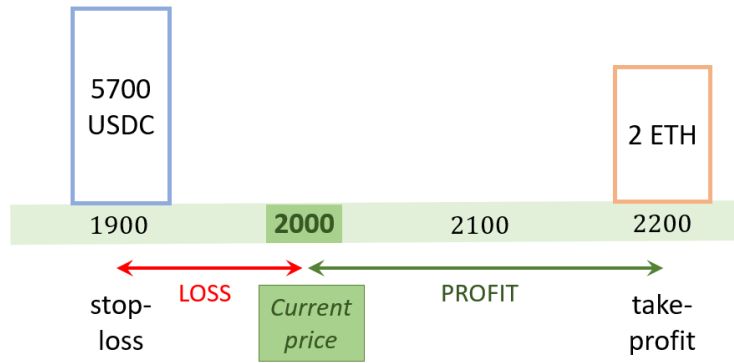 5700
USDC
2 ETH
1900 2000 2100 2200
LOSS PROFIT
stop-
loss
Current
price
take-
profit